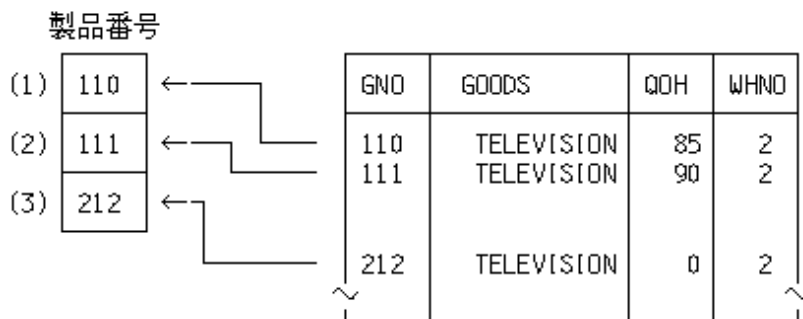 製品番号
(1) 110
(2) 111
(3) 212
GNO GOODS QOH WHNO
110 TELEVISION 85 2
111 TELEVISION 90 2
212 TELEVISION 0 2